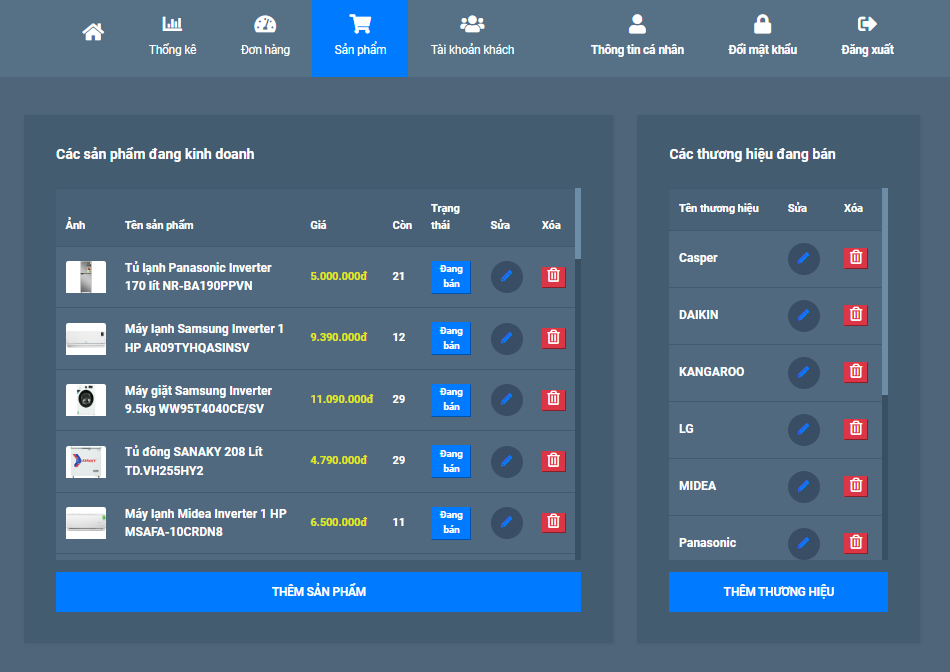 Thống kê
Đơn hàng
Sản phẩm
Tài khoản khách
Thông tin cá nhân
Đổi mật khẩu
Đăng xuất
Các sản phẩm đang kinh doanh
Ảnh
Tên sản phẩm
Giá
Còn
Trạng
thái
Sửa
Xóa
Tủ lạnh Panasonic Inverter
170 lít NR-BA190PPVN
5.000.000đ
21
Đang
bán
Máy lạnh Samsung Inverter 1
HP AR09TYHQASINSV
9.390.000đ
12
Đang
bán
Máy giặt Samsung Inverter
9.5kg WW95T4040CE/SV
11.090.000đ
29
Đang
bán
Tủ đông SANAKY 208 Lít
TD.VH255HY2
4.790.000đ
29
Đang
bán
Máy lạnh Midea Inverter 1 HP
MSAFA-10CRDN8
6.500.000đ
11
Đang
bán
THÊM SẢN PHẨM
Các thương hiệu đang bán
Tên thương hiệu
Sửa
Xóa
Casper
DAIKIN
KANGAROO
LG
MIDEA
Panasonic
THÊM THƯƠNG HIỆU